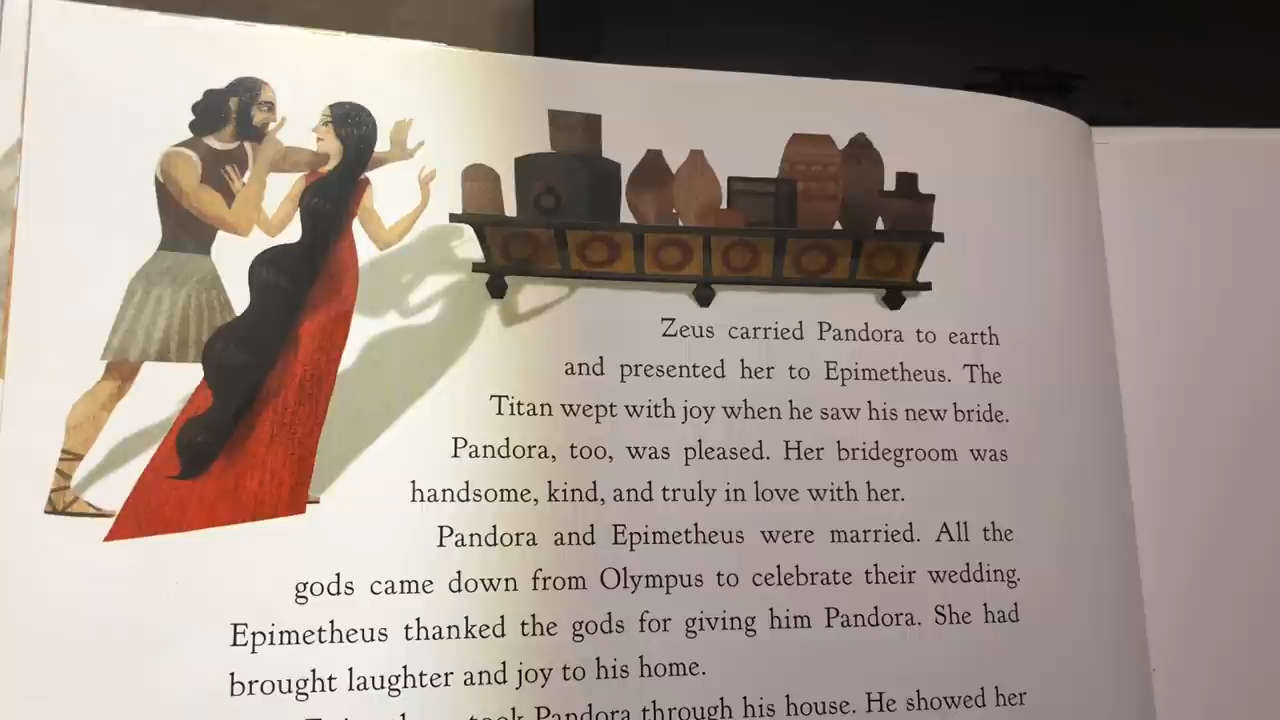 Zeus carried Pandora to earth
and presented her to Epimetheus. The
Titan wept with joy when he saw his new bride.
Pandora, too, was pleased. Her bridegroom was
handsome, kind, and truly in love with her.
Pandora and Epimetheus were married. All the
gods came down from Olympus to celebrate their wedding.
Epimetheus thanked the gods for giving him Pandora. She had
brought laughter and joy to his home.
took Pandora through his house. He showed her